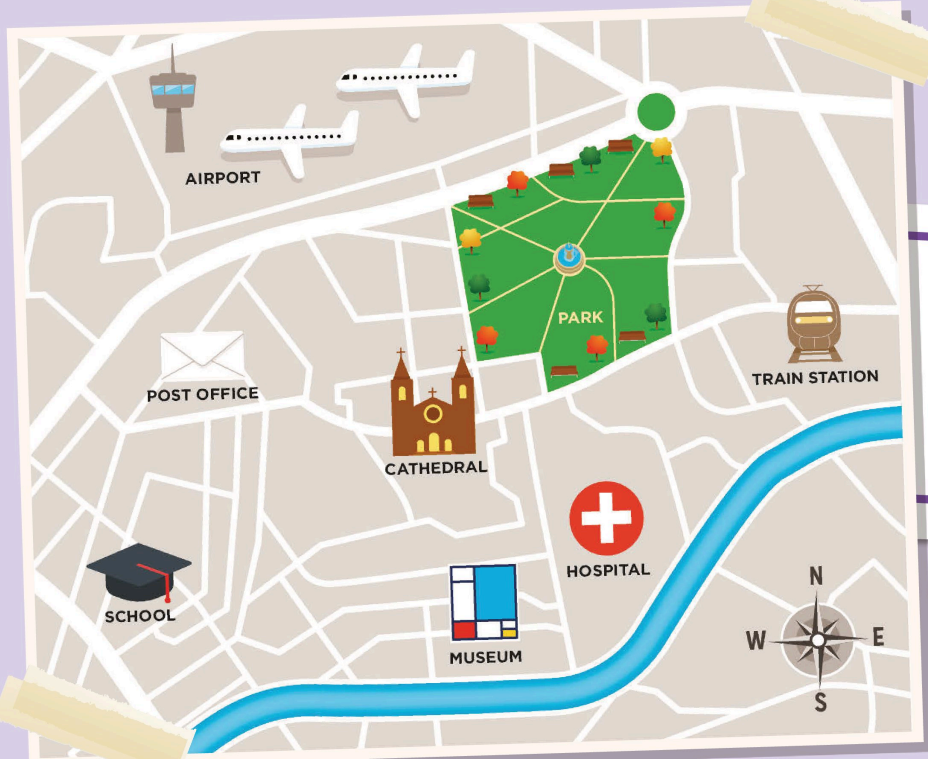 AIRPORT
PARK
TRAIN STATION
POST OFFICE
CATHEDRAL
HOSPITAL
SCHOOL
MUSEUM
N
W
E
S